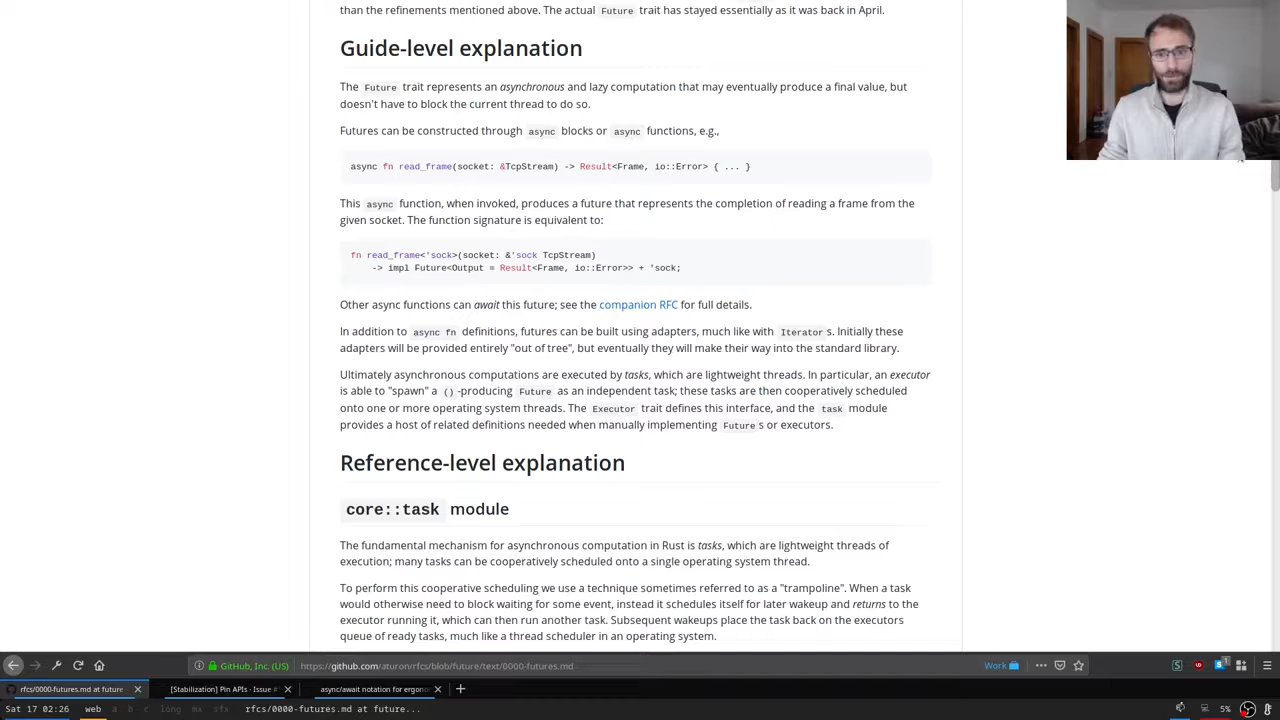 than the refinements mentioned above. The actual Future trait has stayed essentially as it was back in April.
Guide-level explanation
The Future trait represents an asynchronous and lazy computation that may eventually produce a final value, but
doesn't have to block the current thread to do so.
Futures can be constructed through async blocks or async functions, e.g.,
async fn read_frame(socket: &TcpStream) -> Result<Frame, io::Error> { ... }
This async function, when invoked, produces a future that represents the completion of reading a frame from the
given socket. The function signature is equivalent to:
fn read_frame<'sock>(socket: &'sock TcpStream)
    -> impl Future<Output = Result<Frame, io::Error>> + 'sock;
Other async functions can await this future; see the companion RFC for full details.
In addition to async fn definitions, futures can be built using adapters, much like with Iterator s. Initially these
adapters will be provided entirely "out of tree", but eventually they will make their way into the standard library.
Ultimately asynchronous computations are executed by tasks, which are lightweight threads. In particular, an executor
is able to "spawn" a () -producing Future as an independent task; these tasks are then cooperatively scheduled
onto one or more operating system threads. The Executor trait defines this interface, and the task module
provides a host of related definitions needed when manually implementing Future s or executors.
Reference-level explanation
core::task module
The fundamental mechanism for asynchronous computation in Rust is tasks, which are lightweight threads of
execution; many tasks can be cooperatively scheduled onto a single operating system thread.
To perform this cooperative scheduling we use a technique sometimes referred to as a "trampoline". When a task
would otherwise need to block waiting for some event, instead it schedules itself for later wakeup and returns to the
executor running it, which can then run another task. Subsequent wakeups place the task back on the executors
queue of ready tasks, much like a thread scheduler in an operating system.
GitHub, Inc. (US) https://github.com/aturon/rfcs/blob/future/text/0000-futures.md Work
rfcs/0000-futures.md at future [Stabilization] Pin APIs · Issue # async/await notation for ergono
Sat 17 02:26 web a b c long mx sfx rfcs/0000-futures.md at future... 5%